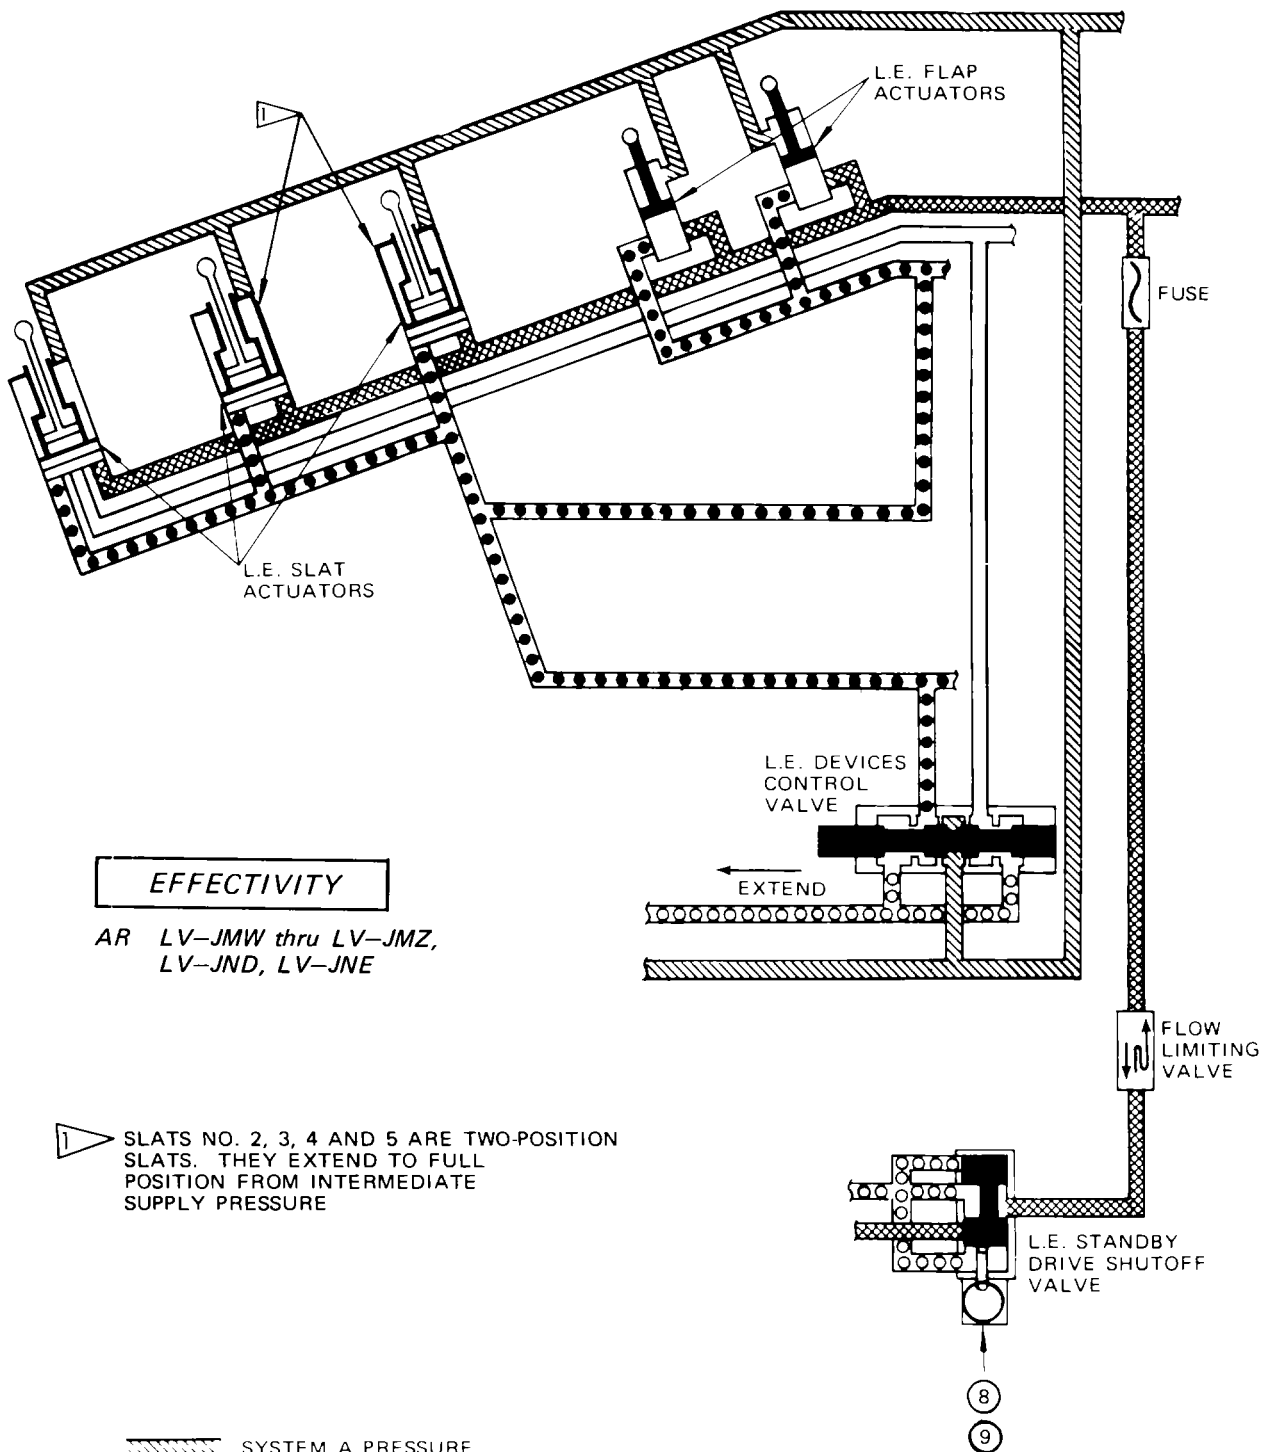 L.E. FLAP
ACTUATORS
1
FUSE
L.E. SLAT
ACTUATORS
L.E. DEVICES
CONTROL
VALVE
EXTEND
EFFECTIVITY
AR LV-JMW thru LV-JMZ,
LV-JND, LV-JNE
FLOW
LIMITING
VALVE
1 SLATS NO. 2, 3, 4 AND 5 ARE TWO-POSITION
SLATS. THEY EXTEND TO FULL
POSITION FROM INTERMEDIATE
SUPPLY PRESSURE
L.E. STANDBY
DRIVE SHUTOFF
VALVE
8
9
SYSTEM A PRESSURE